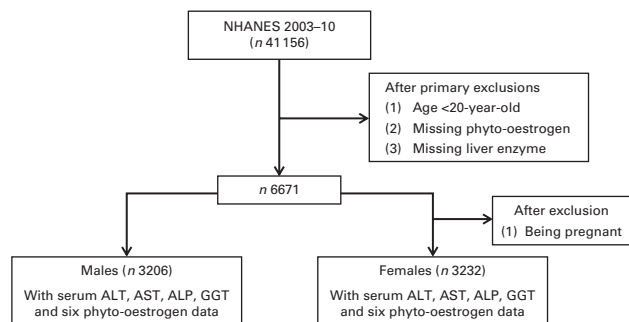 NHANES 2003–10
(n 41 156)
After primary exclusions
(1) Age <20-year-old
(2) Missing phyto-oestrogen
(3) Missing liver enzyme
n 6671
After exclusion
(1) Being pregnant
Males (n 3206)
With serum ALT, AST, ALP, GGT
and six phyto-oestrogen data
Females (n 3232)
With serum ALT, AST, ALP, GGT
and six phyto-oestrogen data